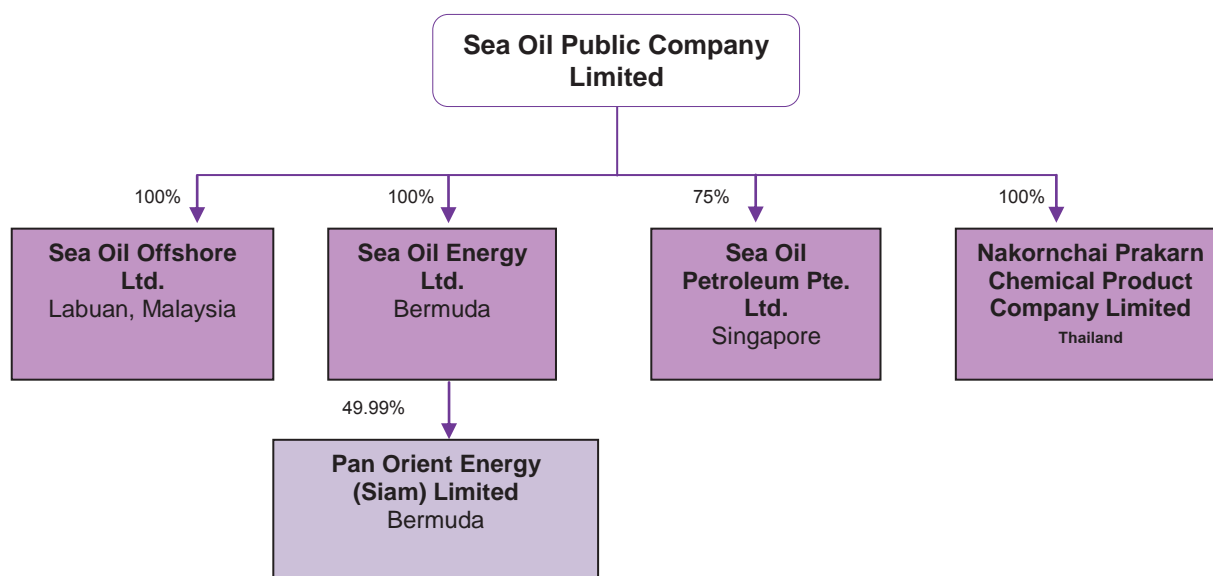 Sea Oil Public Company
Limited
100%
100%
75%
100%
Sea Oil Offshore
Ltd.
Labuan, Malaysia
Sea Oil Energy
Ltd.
Bermuda
Sea Oil
Petroleum Pte.
Ltd.
Singapore
Nakornchai Prakarn
Chemical Product
Company Limited
Thailand
49.99%
Pan Orient Energy
(Siam) Limited
Bermuda